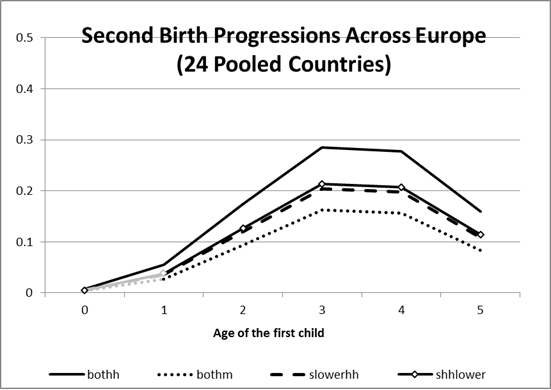 Second Birth Progressions Across Europe
(24 Pooled Countries)
0.5
0.4
0.3
0.2
0.1
0
0 1 2 3 4 5
Age of the first child
bothh bothm slowerhh shhlower